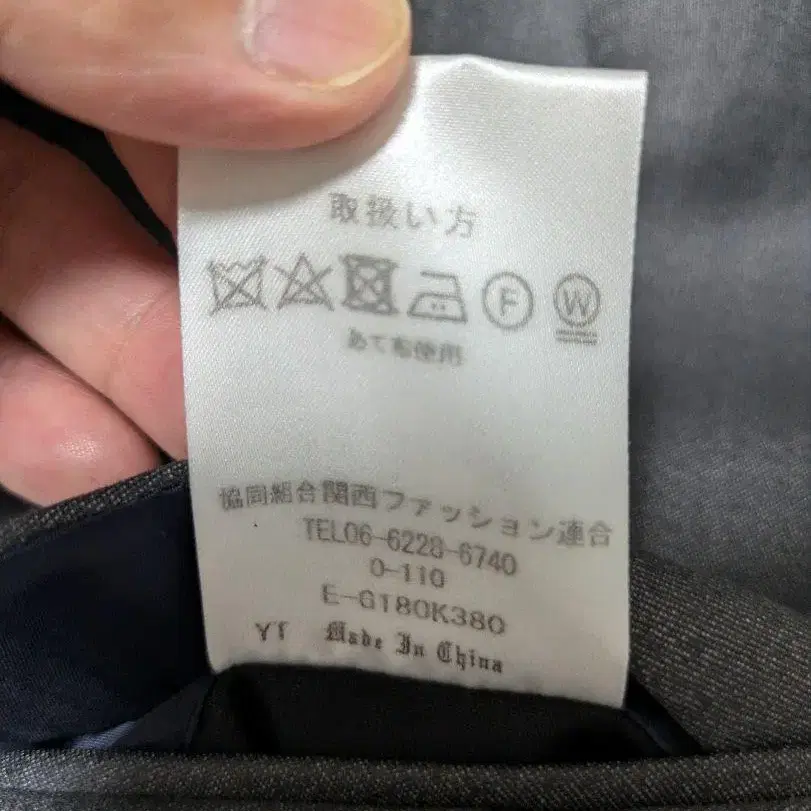 取扱い方
F W
あて布使用
協同組合関西ファッション連合
TEL06-6228-6740
0-110
E-G180K380
YT Made In China